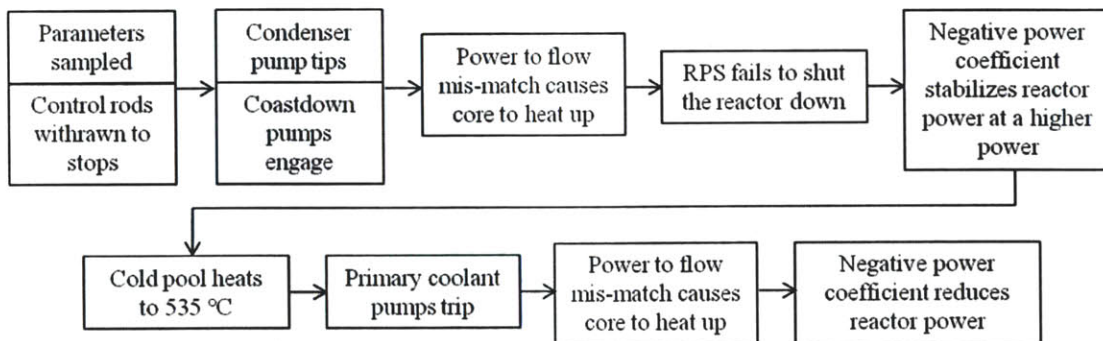 Parameters
sampled
Control rods
withrawn to
stops
Condenser
pump tips
Coastdown
pumps
engage
Power to flow
mis-match causes
core to heat up
RPS fails to shut
the reactor down
Negative power
coefficient
stabilizes reactor
power at a higher
power
Cold pool heats
to 535 °C
Primary coolant
pumps trip
Power to flow
mis-match causes
core to heat up
Negative power
coefficient reduces
reactor power